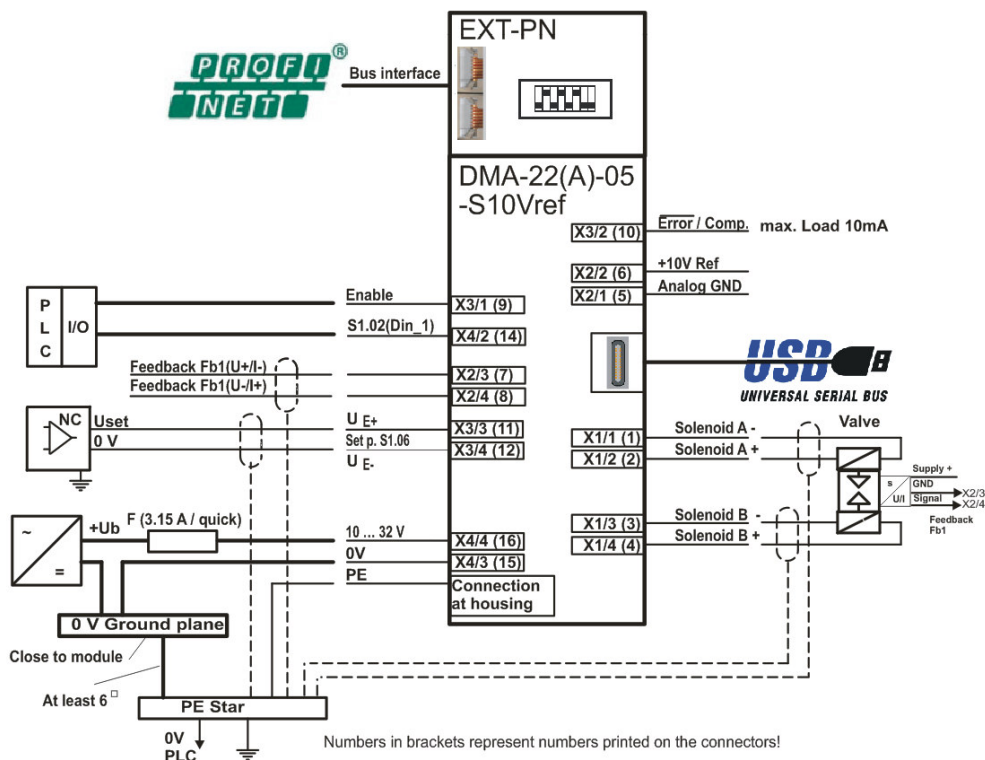 EXT-PN
PROFI®
NET
Bus interface
DMA-22(A)-05
-S10Vref
X3/2 (10)
Error / Comp.
max. Load 10mA
X2/2 (6)
+10V Ref
X2/1 (5)
Analog GND
P
L
C
I/O
Enable
X3/1 (9)
S1.02(Din_1)
X4/2 (14)
Feedback Fb1(U+/I-)
X2/3 (7)
Feedback Fb1(U-/I+)
X2/4 (8)
USB
UNIVERSAL SERIAL BUS
NC
Uset
0 V
U E+
X3/3 (11)
Set p. S1.06
X3/4 (12)
U E-
X1/1 (1)
Solenoid A -
X1/2 (2)
Solenoid A +
Valve
s
U/I
Supply +
GND
X2/3
Signal
X2/4
Feedback
Fb1
X1/3 (3)
Solenoid B -
X1/4 (4)
Solenoid B +
~
=
+Ub
F (3.15 A / quick)
10 ... 32 V
X4/4 (16)
0V
X4/3 (15)
PE
Connection
at housing
0 V Ground plane
Close to module
At least 6 □
PE Star
0V
PLC
Numbers in brackets represent numbers printed on the connectors!